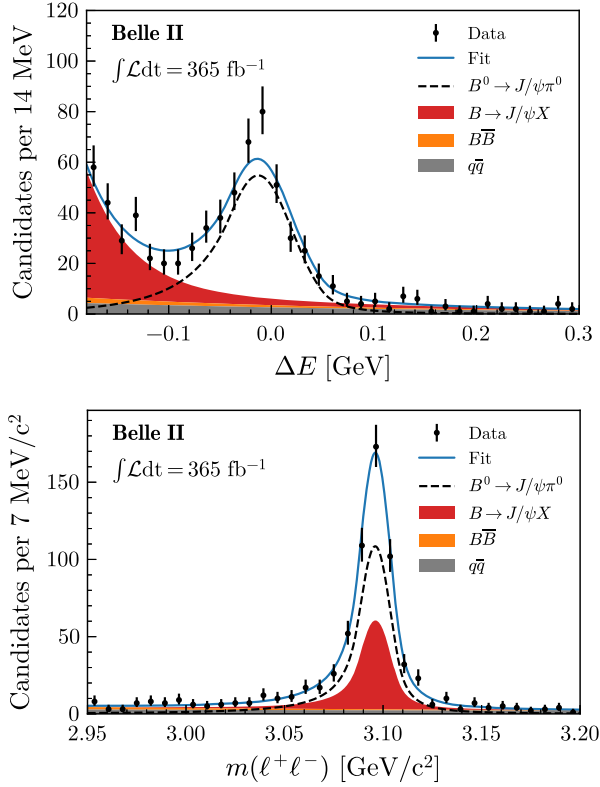 120
100
80
60
40
20
0
Candidates per 14 MeV
Belle II
∫ℒdt = 365 fb⁻¹
Data
Fit
B⁰ → J/ψπ⁰
B → J/ψX
BB̅
qq̅
−0.1 0.0 0.1 0.2 0.3
ΔE [GeV]
150
100
50
0
Candidates per 7 MeV/c²
Belle II
∫ℒdt = 365 fb⁻¹
Data
Fit
B⁰ → J/ψπ⁰
B → J/ψX
BB̅
qq̅
2.95 3.00 3.05 3.10 3.15 3.20
m(ℓ⁺ℓ⁻) [GeV/c²]